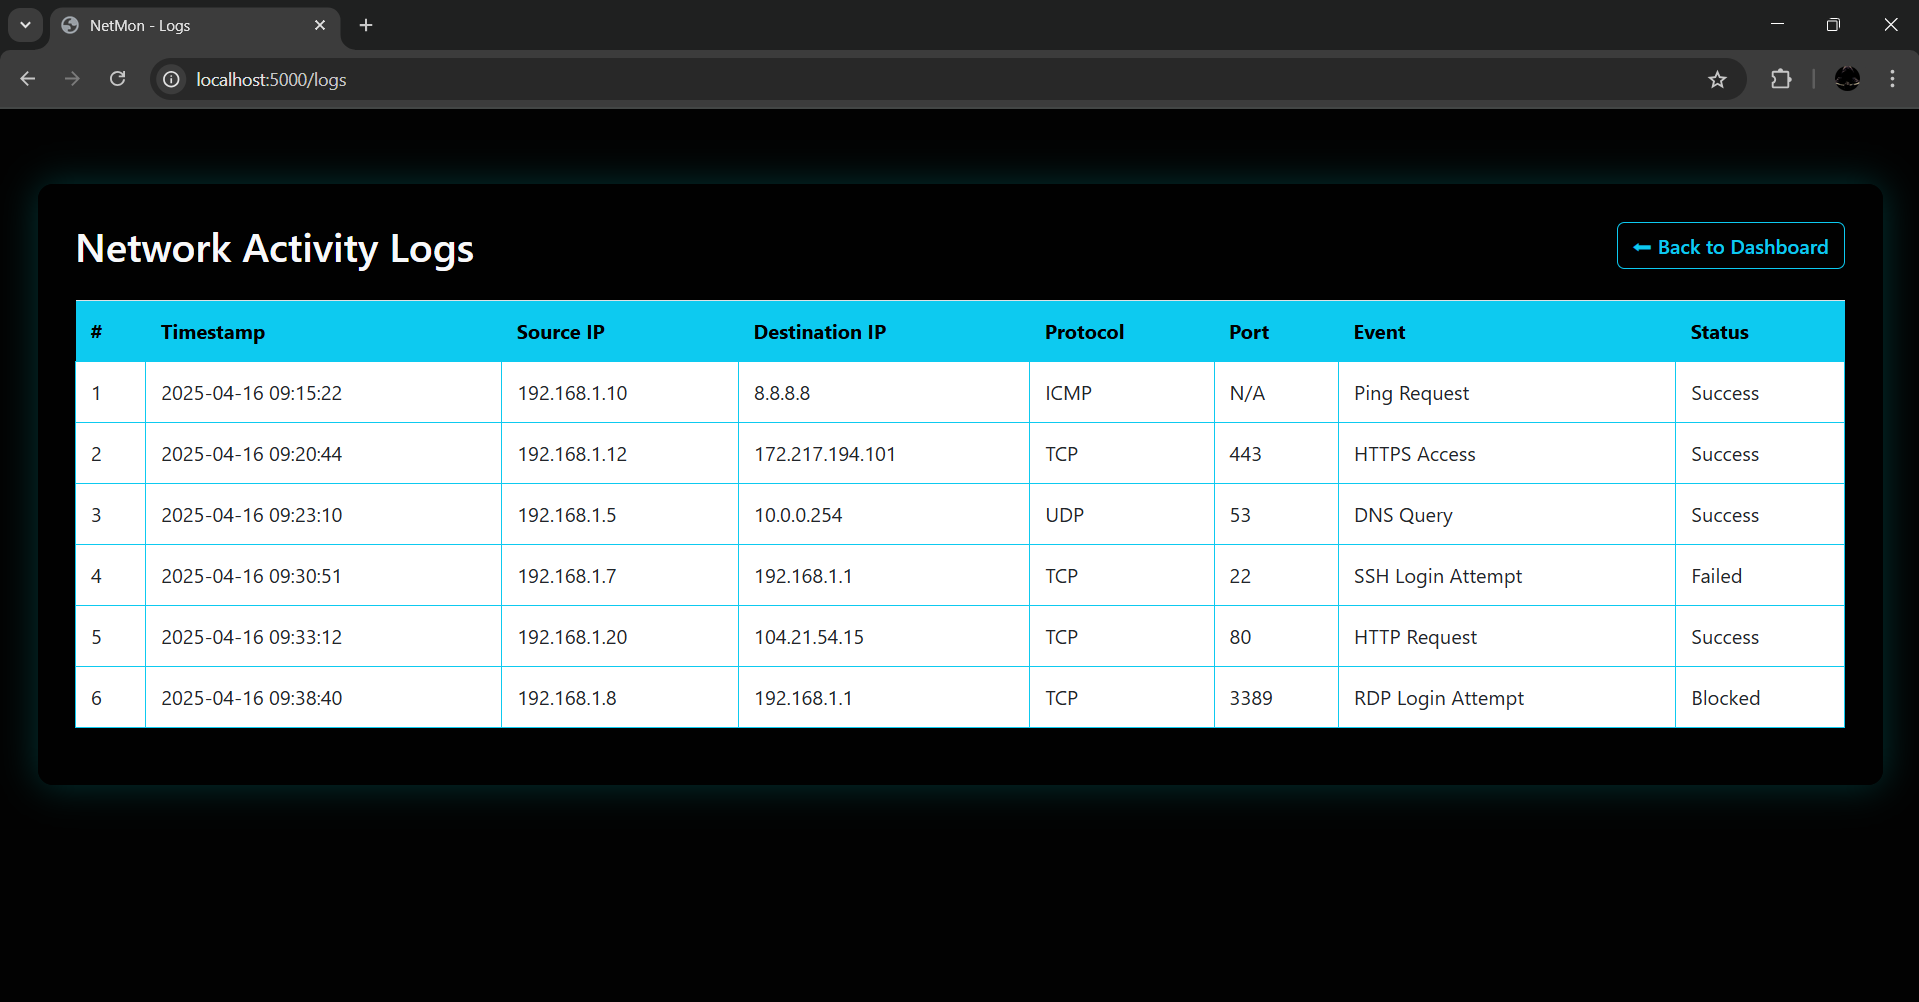 NetMon - Logs
localhost:5000/logs
Network Activity Logs
Back to Dashboard
# Timestamp Source IP Destination IP Protocol Port Event Status
1 2025-04-16 09:15:22 192.168.1.10 8.8.8.8 ICMP N/A Ping Request Success
2 2025-04-16 09:20:44 192.168.1.12 172.217.194.101 TCP 443 HTTPS Access Success
3 2025-04-16 09:23:10 192.168.1.5 10.0.0.254 UDP 53 DNS Query Success
4 2025-04-16 09:30:51 192.168.1.7 192.168.1.1 TCP 22 SSH Login Attempt Failed
5 2025-04-16 09:33:12 192.168.1.20 104.21.54.15 TCP 80 HTTP Request Success
6 2025-04-16 09:38:40 192.168.1.8 192.168.1.1 TCP 3389 RDP Login Attempt Blocked